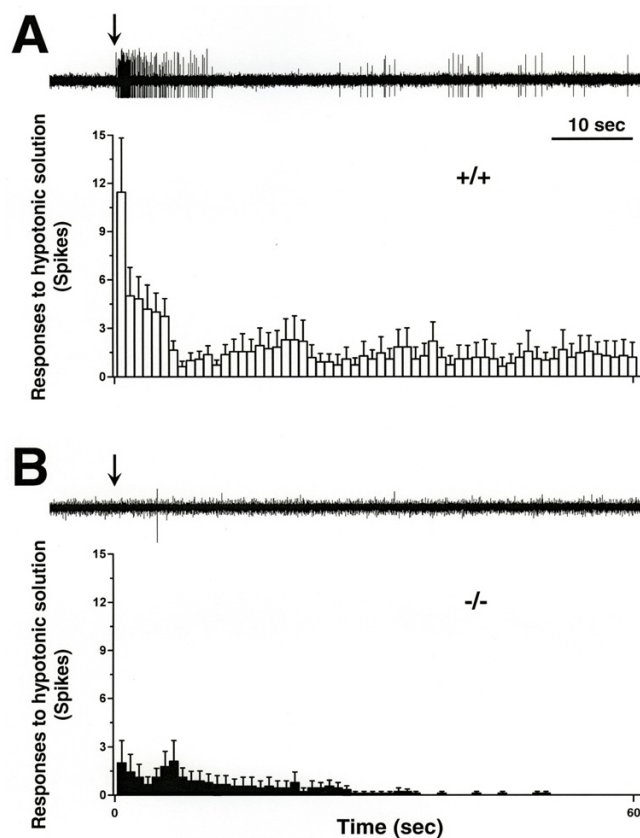 A
10 sec
Responses to hypotonic solution
(Spikes)
15
12
9
6
3
0
+/+
60
B
Responses to hypotonic solution
(Spikes)
15
12
9
6
3
0
-/-
0
Time (sec)
60